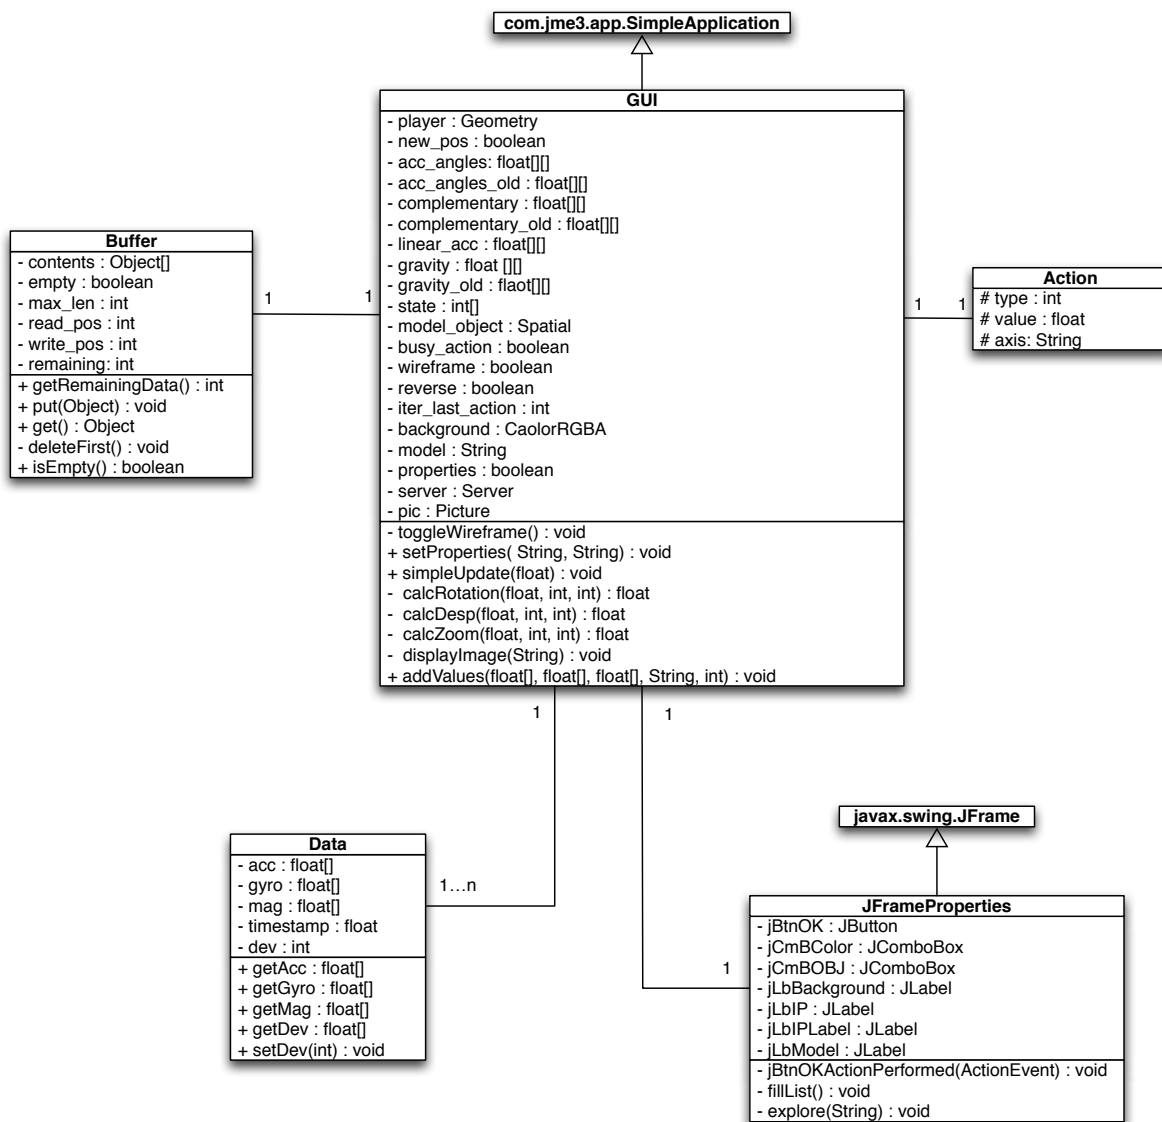 com.jme3.app.SimpleApplication
GUI
- player : Geometry
- new_pos : boolean
- acc_angles: float[][]
- acc_angles_old : float[][]
- complementary : float[][]
- complementary_old : float[][]
- linear_acc : float[][]
- gravity : float [][]
- gravity_old : flaot[][]
- state : int[]
- model_object : Spatial
- busy_action : boolean
- wireframe : boolean
- reverse : boolean
- iter_last_action : int
- background : CaolorRGBA
- model : String
- properties : boolean
- server : Server
- pic : Picture
- toggleWireframe() : void
+ setProperties( String, String) : void
+ simpleUpdate(float) : void
- calcRotation(float, int, int) : float
- calcDesp(float, int, int) : float
- calcZoom(float, int, int) : float
- displayImage(String) : void
+ addValues(float[], float[], float[], String, int) : void
Buffer
- contents : Object[]
- empty : boolean
- max_len : int
- read_pos : int
- write_pos : int
- remaining: int
+ getRemainingData() : int
+ put(Object) : void
+ get() : Object
- deleteFirst() : void
+ isEmpty() : boolean
1
1
1
1
Action
# type : int
# value : float
# axis: String
1
1
Data
- acc : float[]
- gyro : float[]
- mag : float[]
- timestamp : float
- dev : int
+ getAcc : float[]
+ getGyro : float[]
+ getMag : float[]
+ getDev : float[]
+ setDev(int) : void
1...n
1
javax.swing.JFrame
JFrameProperties
- jBtnOK : JButton
- jCmBColor : JComboBox
- jCmBOBJ : JComboBox
- jLbBackground : JLabel
- jLbIP : JLabel
- jLbIPLabel : JLabel
- jLbModel : JLabel
- jBtnOKActionPerformed(ActionEvent) : void
- fillList() : void
- explore(String) : void